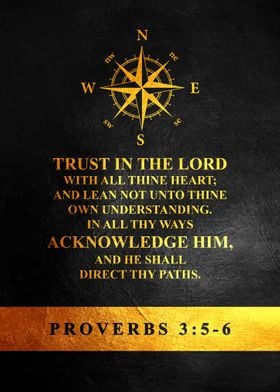 N
nw ne
W E
sw se
S
TRUST IN THE LORD
WITH ALL THINE HEART;
AND LEAN NOT UNTO THINE
OWN UNDERSTANDING.
IN ALL THY WAYS
ACKNOWLEDGE HIM,
AND HE SHALL
DIRECT THY PATHS.
PROVERBS 3:5-6